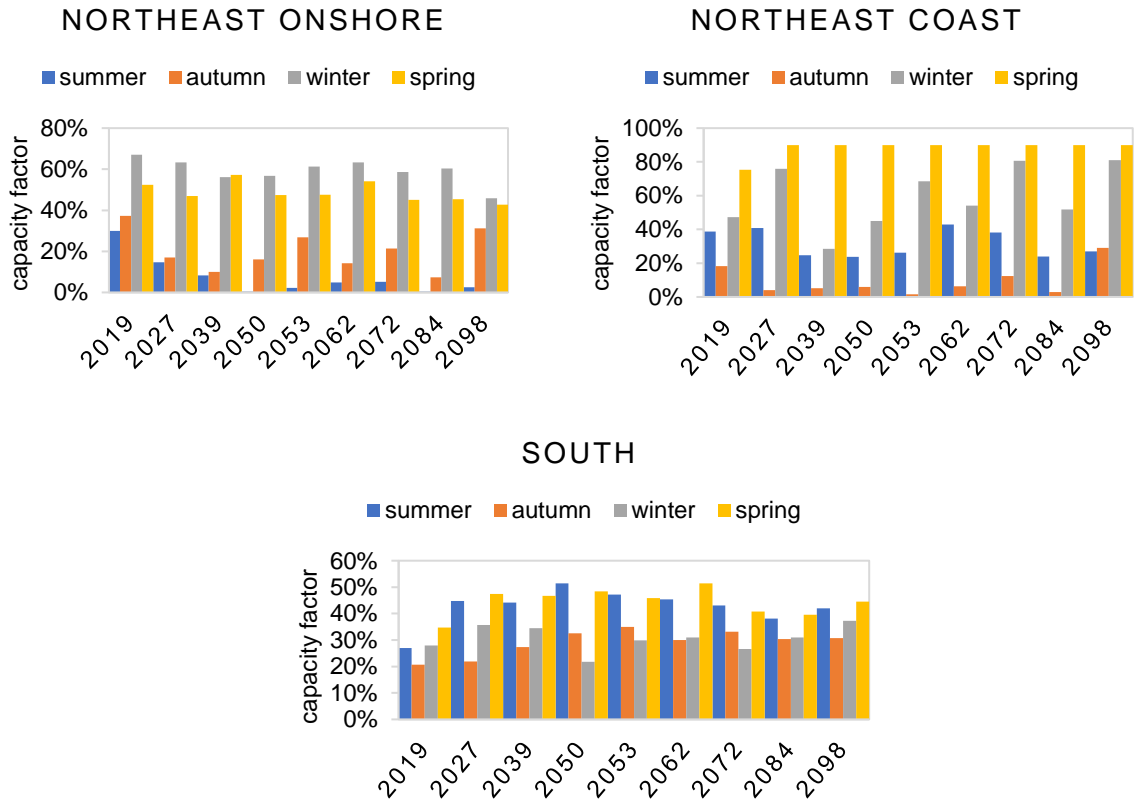 NORTHEAST ONSHORE
summer autumn winter spring
capacity factor
80%
60%
40%
20%
0%
2019 2027 2039 2050 2053 2062 2072 2084 2098
NORTHEAST COAST
summer autumn winter spring
capacity factor
100%
80%
60%
40%
20%
0%
2019 2027 2039 2050 2053 2062 2072 2084 2098
SOUTH
summer autumn winter spring
capacity factor
60%
50%
40%
30%
20%
10%
0%
2019 2027 2039 2050 2053 2062 2072 2084 2098